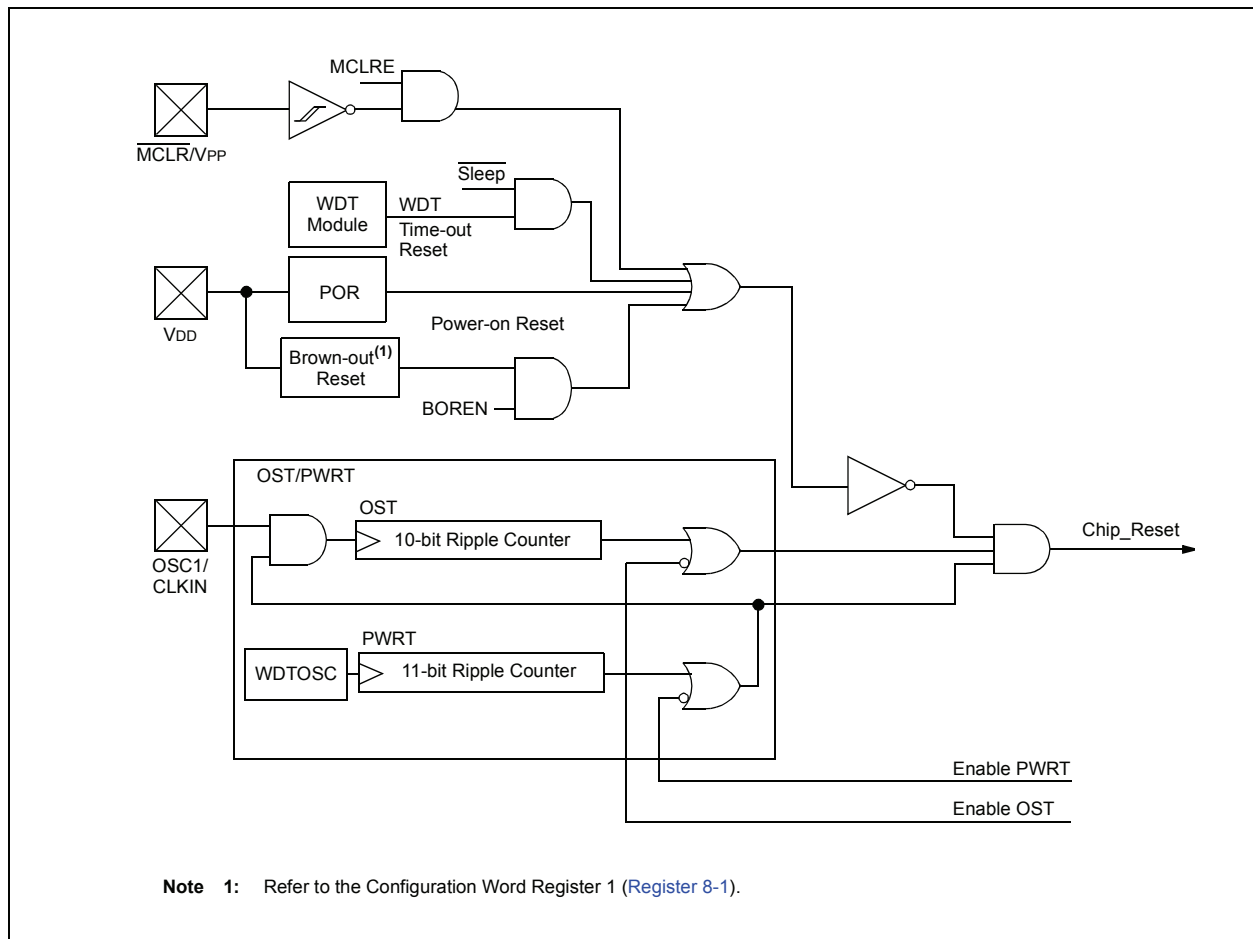 MCLRE
MCLR/VPP
Sleep
WDT
Module
WDT
Time-out
Reset
POR
VDD
Power-on Reset
Brown-out(1)
Reset
BOREN
OST/PWRT
OST
10-bit Ripple Counter
Chip_Reset
OSC1/
CLKIN
PWRT
WDTOSC
11-bit Ripple Counter
Enable PWRT
Enable OST
Note 1: Refer to the Configuration Word Register 1 (Register 8-1).